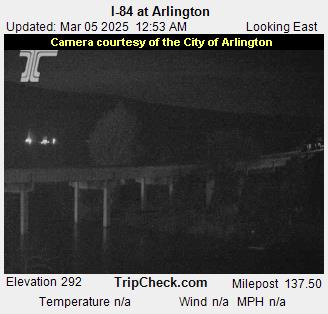 I-84 at Arlington
Updated: Mar 05 2025 12:53 AM Looking East
Camera courtesy of the City of Arlington
Elevation 292 TripCheck.com Milepost 137.50
Temperature n/a Wind n/a MPH n/a